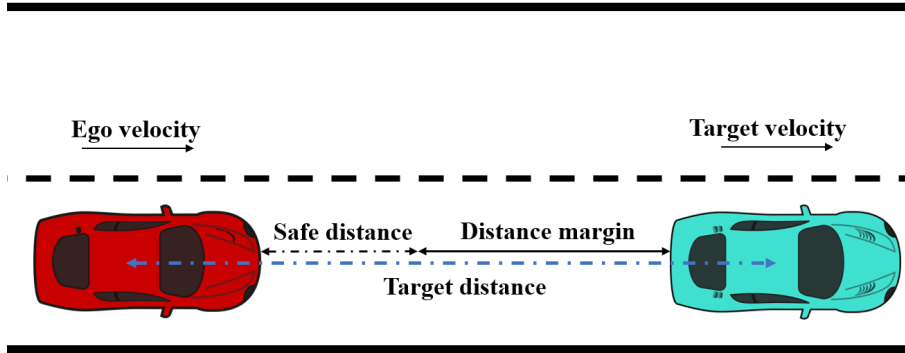 Ego velocity
Target velocity
Safe distance
Distance margin
Target distance